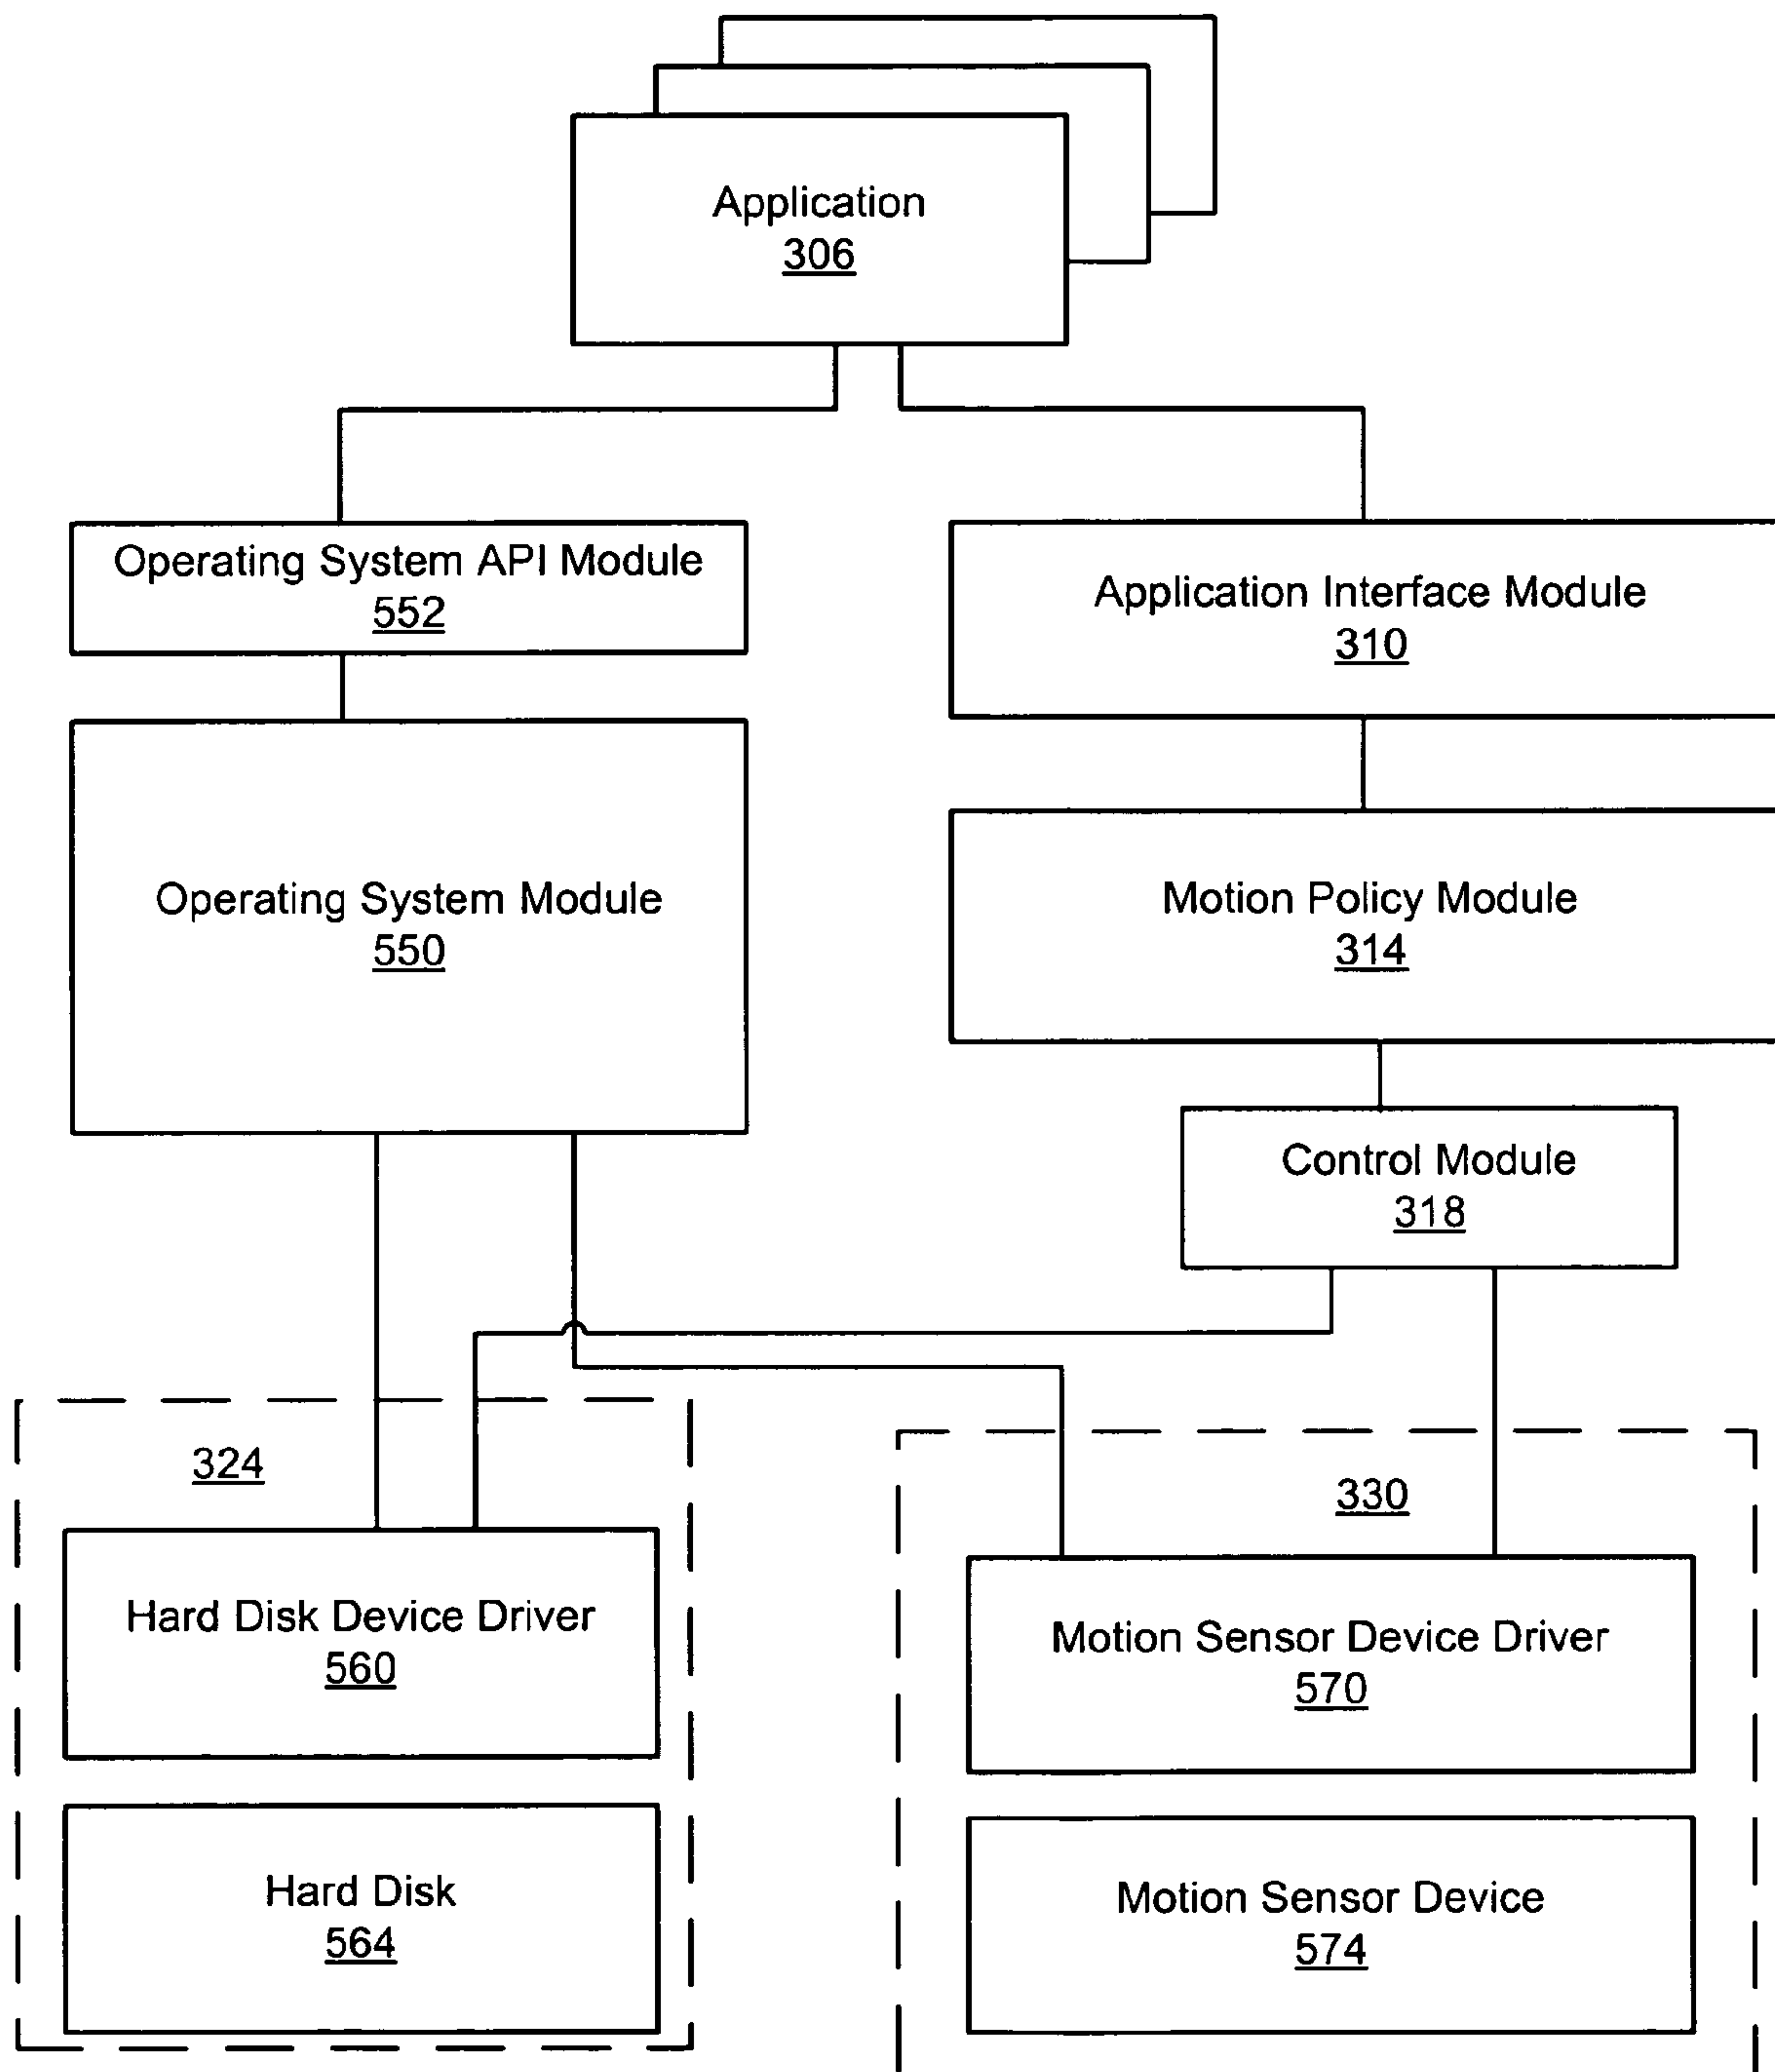 Application
306
Operating System API Module
552
Application Interface Module
310
Operating System Module
550
Motion Policy Module
314
Control Module
318
324
330
Hard Disk Device Driver
560
Motion Sensor Device Driver
570
Hard Disk
564
Motion Sensor Device
574